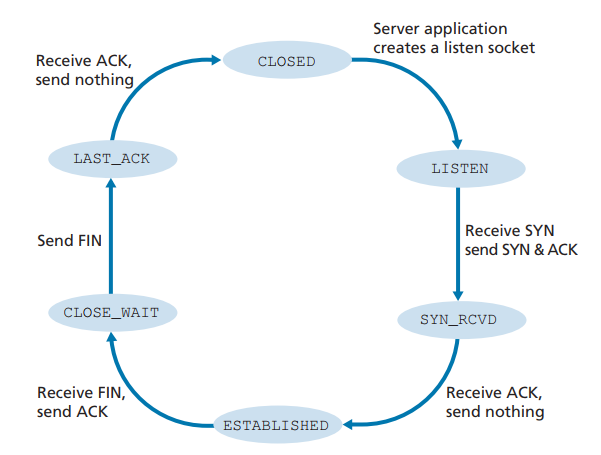 Server application
creates a listen socket
Receive ACK,
send nothing
CLOSED
LAST_ACK
LISTEN
Send FIN
Receive SYN
send SYN & ACK
CLOSE_WAIT
SYN_RCVD
Receive FIN,
send ACK
Receive ACK,
send nothing
ESTABLISHED